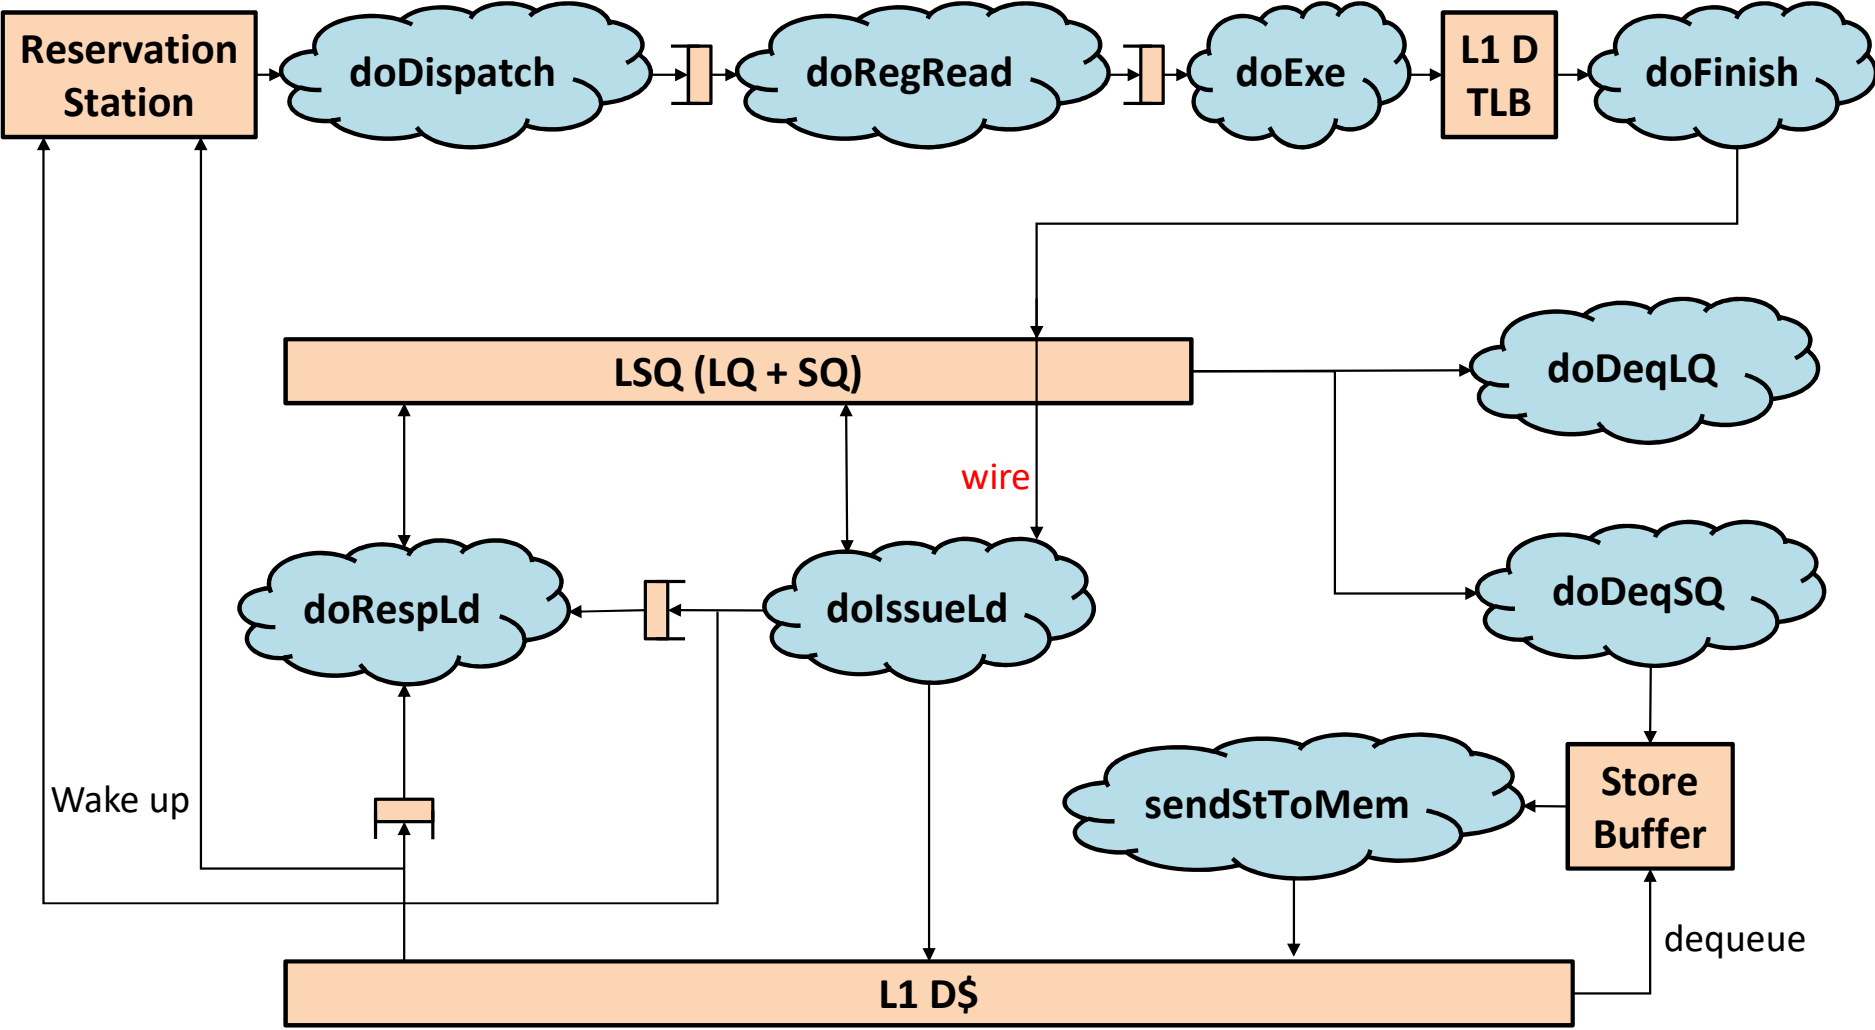 Reservation
Station
doDispatch
doRegRead
doExe
L1 D
TLB
doFinish
LSQ (LQ + SQ)
doDeqLQ
wire
doRespLd
doIssueLd
doDeqSQ
Wake up
sendStToMem
Store
Buffer
dequeue
L1 D$